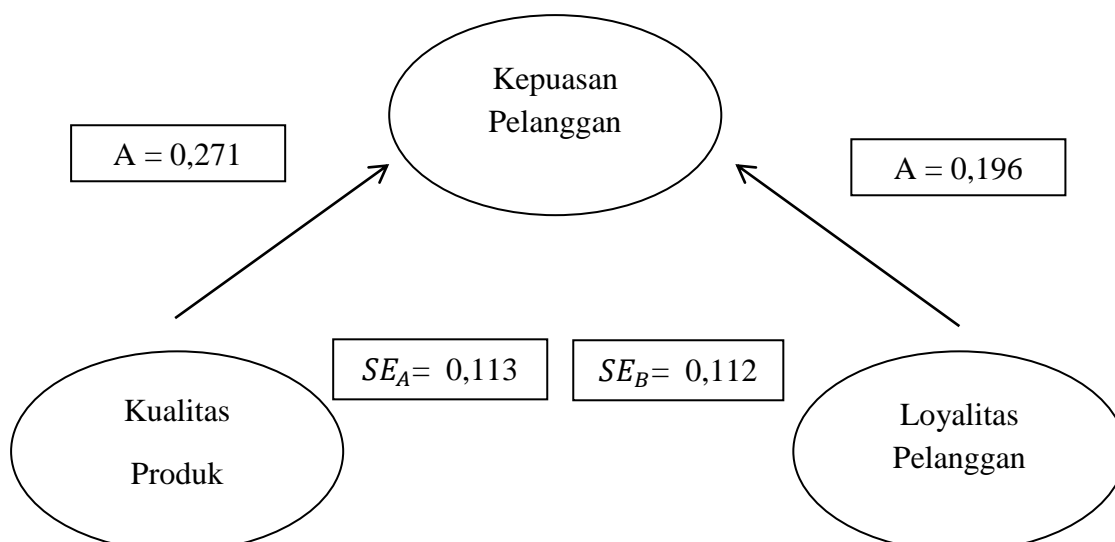 Kepuasan
Pelanggan
A = 0,271
A = 0,196
SE_A= 0,113
SE_B= 0,112
Kualitas
Produk
Loyalitas
Pelanggan